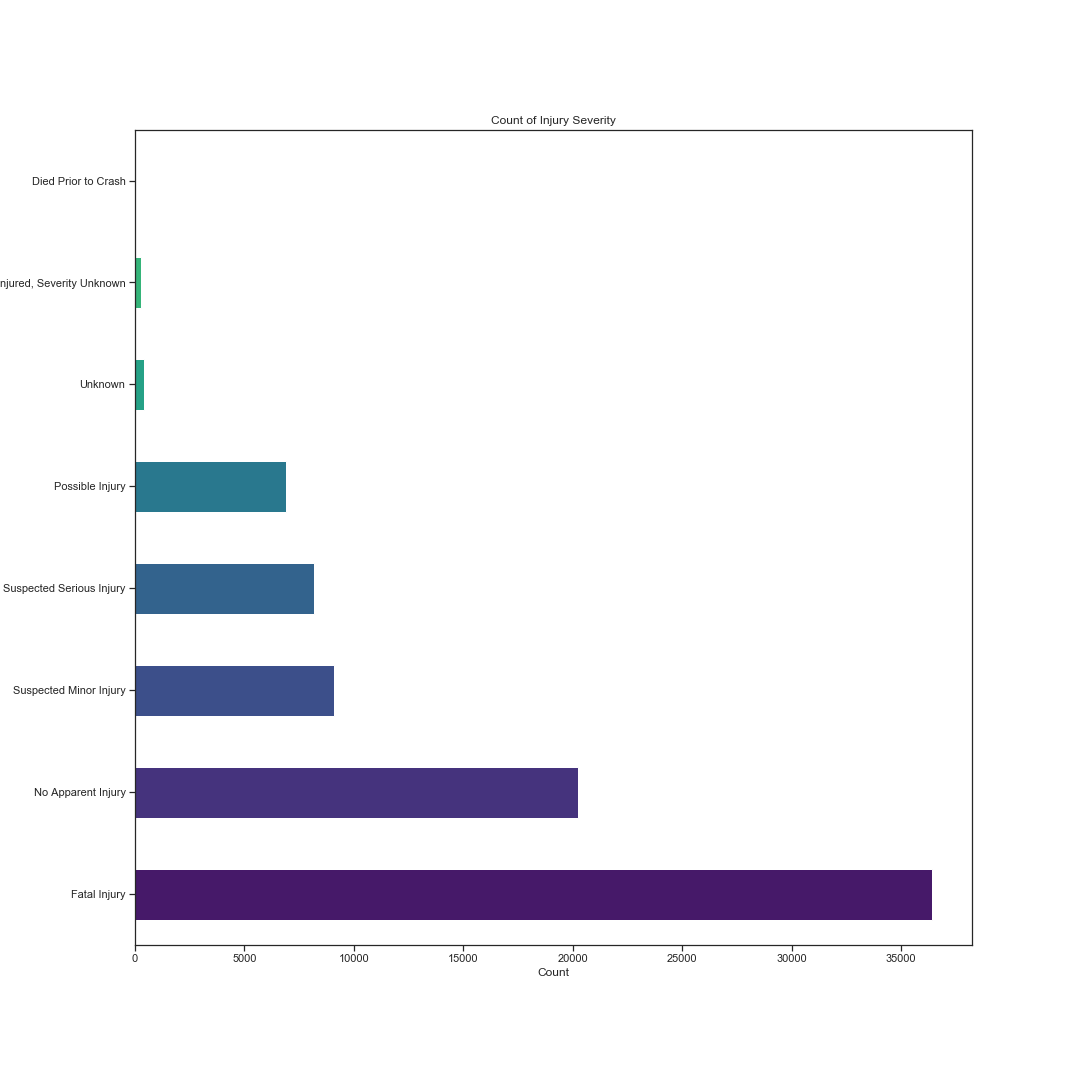 Count of Injury Severity
Died Prior to Crash
njured, Severity Unknown
Unknown
Possible Injury
Suspected Serious Injury
Suspected Minor Injury
No Apparent Injury
Fatal Injury
0 5000 10000 15000 20000 25000 30000 35000
Count